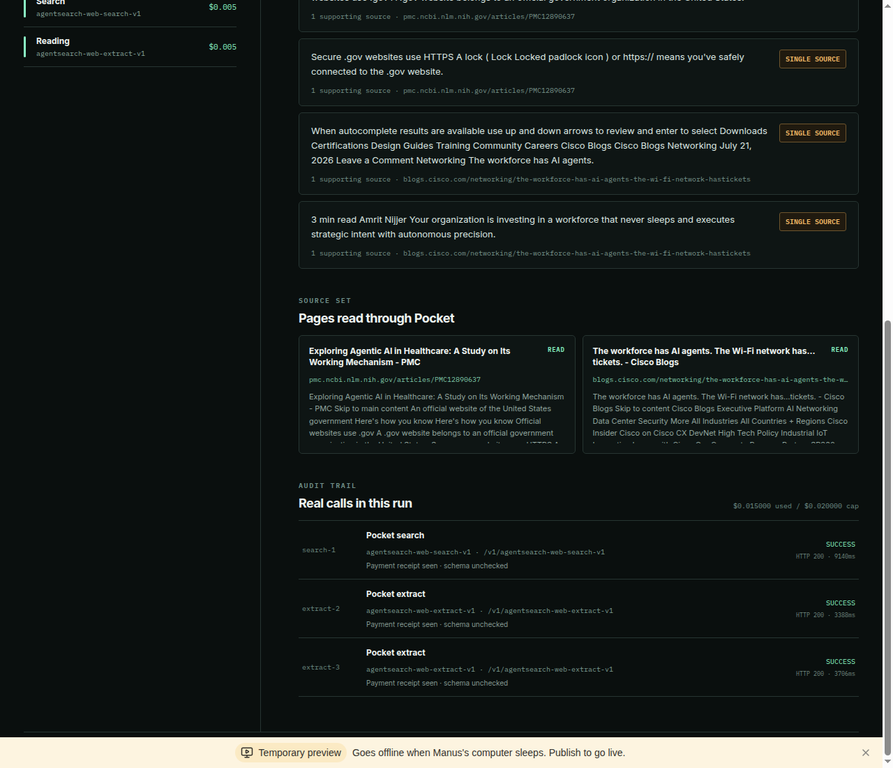 Search
agentsearch-web-search-v1
$0.005
Reading
agentsearch-web-extract-v1
$0.005
1 supporting source · pmc.ncbi.nlm.nih.gov/articles/PMC12890637
Secure .gov websites use HTTPS A lock ( Lock Locked padlock icon ) or https:// means you've safely
connected to the .gov website.
SINGLE SOURCE
1 supporting source · pmc.ncbi.nlm.nih.gov/articles/PMC12890637
When autocomplete results are available use up and down arrows to review and enter to select Downloads
Certifications Design Guides Training Community Careers Cisco Blogs Cisco Blogs Networking July 21,
2026 Leave a Comment Networking The workforce has AI agents.
SINGLE SOURCE
1 supporting source · blogs.cisco.com/networking/the-workforce-has-ai-agents-the-wi-fi-network-hastickets
3 min read Amrit Nijjer Your organization is investing in a workforce that never sleeps and executes
strategic intent with autonomous precision.
SINGLE SOURCE
1 supporting source · blogs.cisco.com/networking/the-workforce-has-ai-agents-the-wi-fi-network-hastickets
SOURCE SET
Pages read through Pocket
Exploring Agentic AI in Healthcare: A Study on Its
Working Mechanism - PMC
READ
pmc.ncbi.nlm.nih.gov/articles/PMC12890637
Exploring Agentic AI in Healthcare: A Study on Its Working Mechanism
- PMC Skip to main content An official website of the United States
government Here's how you know Here's how you know Official
websites use .gov A .gov website belongs to an official government
The workforce has AI agents. The Wi-Fi network has...
tickets. - Cisco Blogs
READ
blogs.cisco.com/networking/the-workforce-has-ai-agents-the-w…
The workforce has AI agents. The Wi-Fi network has...tickets. - Cisco
Blogs Skip to content Cisco Blogs Executive Platform AI Networking
Data Center Security More All Industries All Countries + Regions Cisco
Insider Cisco on Cisco CX DevNet High Tech Policy Industrial IoT
AUDIT TRAIL
Real calls in this run
$0.015000 used / $0.020000 cap
search-1
Pocket search
agentsearch-web-search-v1 · /v1/agentsearch-web-search-v1
Payment receipt seen · schema unchecked
SUCCESS
HTTP 200 · 9140ms
extract-2
Pocket extract
agentsearch-web-extract-v1 · /v1/agentsearch-web-extract-v1
Payment receipt seen · schema unchecked
SUCCESS
HTTP 200 · 3388ms
extract-3
Pocket extract
agentsearch-web-extract-v1 · /v1/agentsearch-web-extract-v1
Payment receipt seen · schema unchecked
SUCCESS
HTTP 200 · 3706ms
Temporary preview
Goes offline when Manus's computer sleeps. Publish to go live.